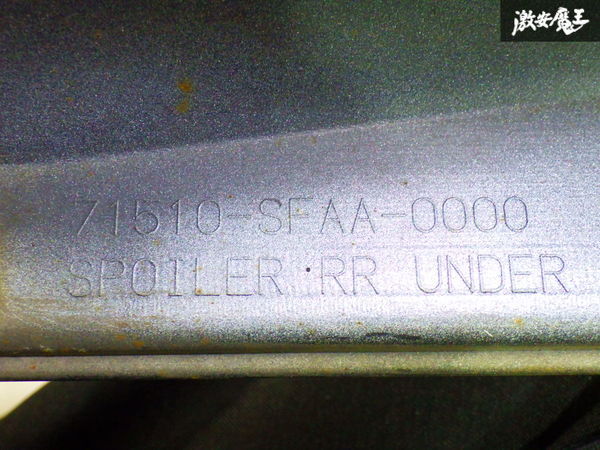 激安魔王
71510-SFAA-0000
SPOILER RR UNDER